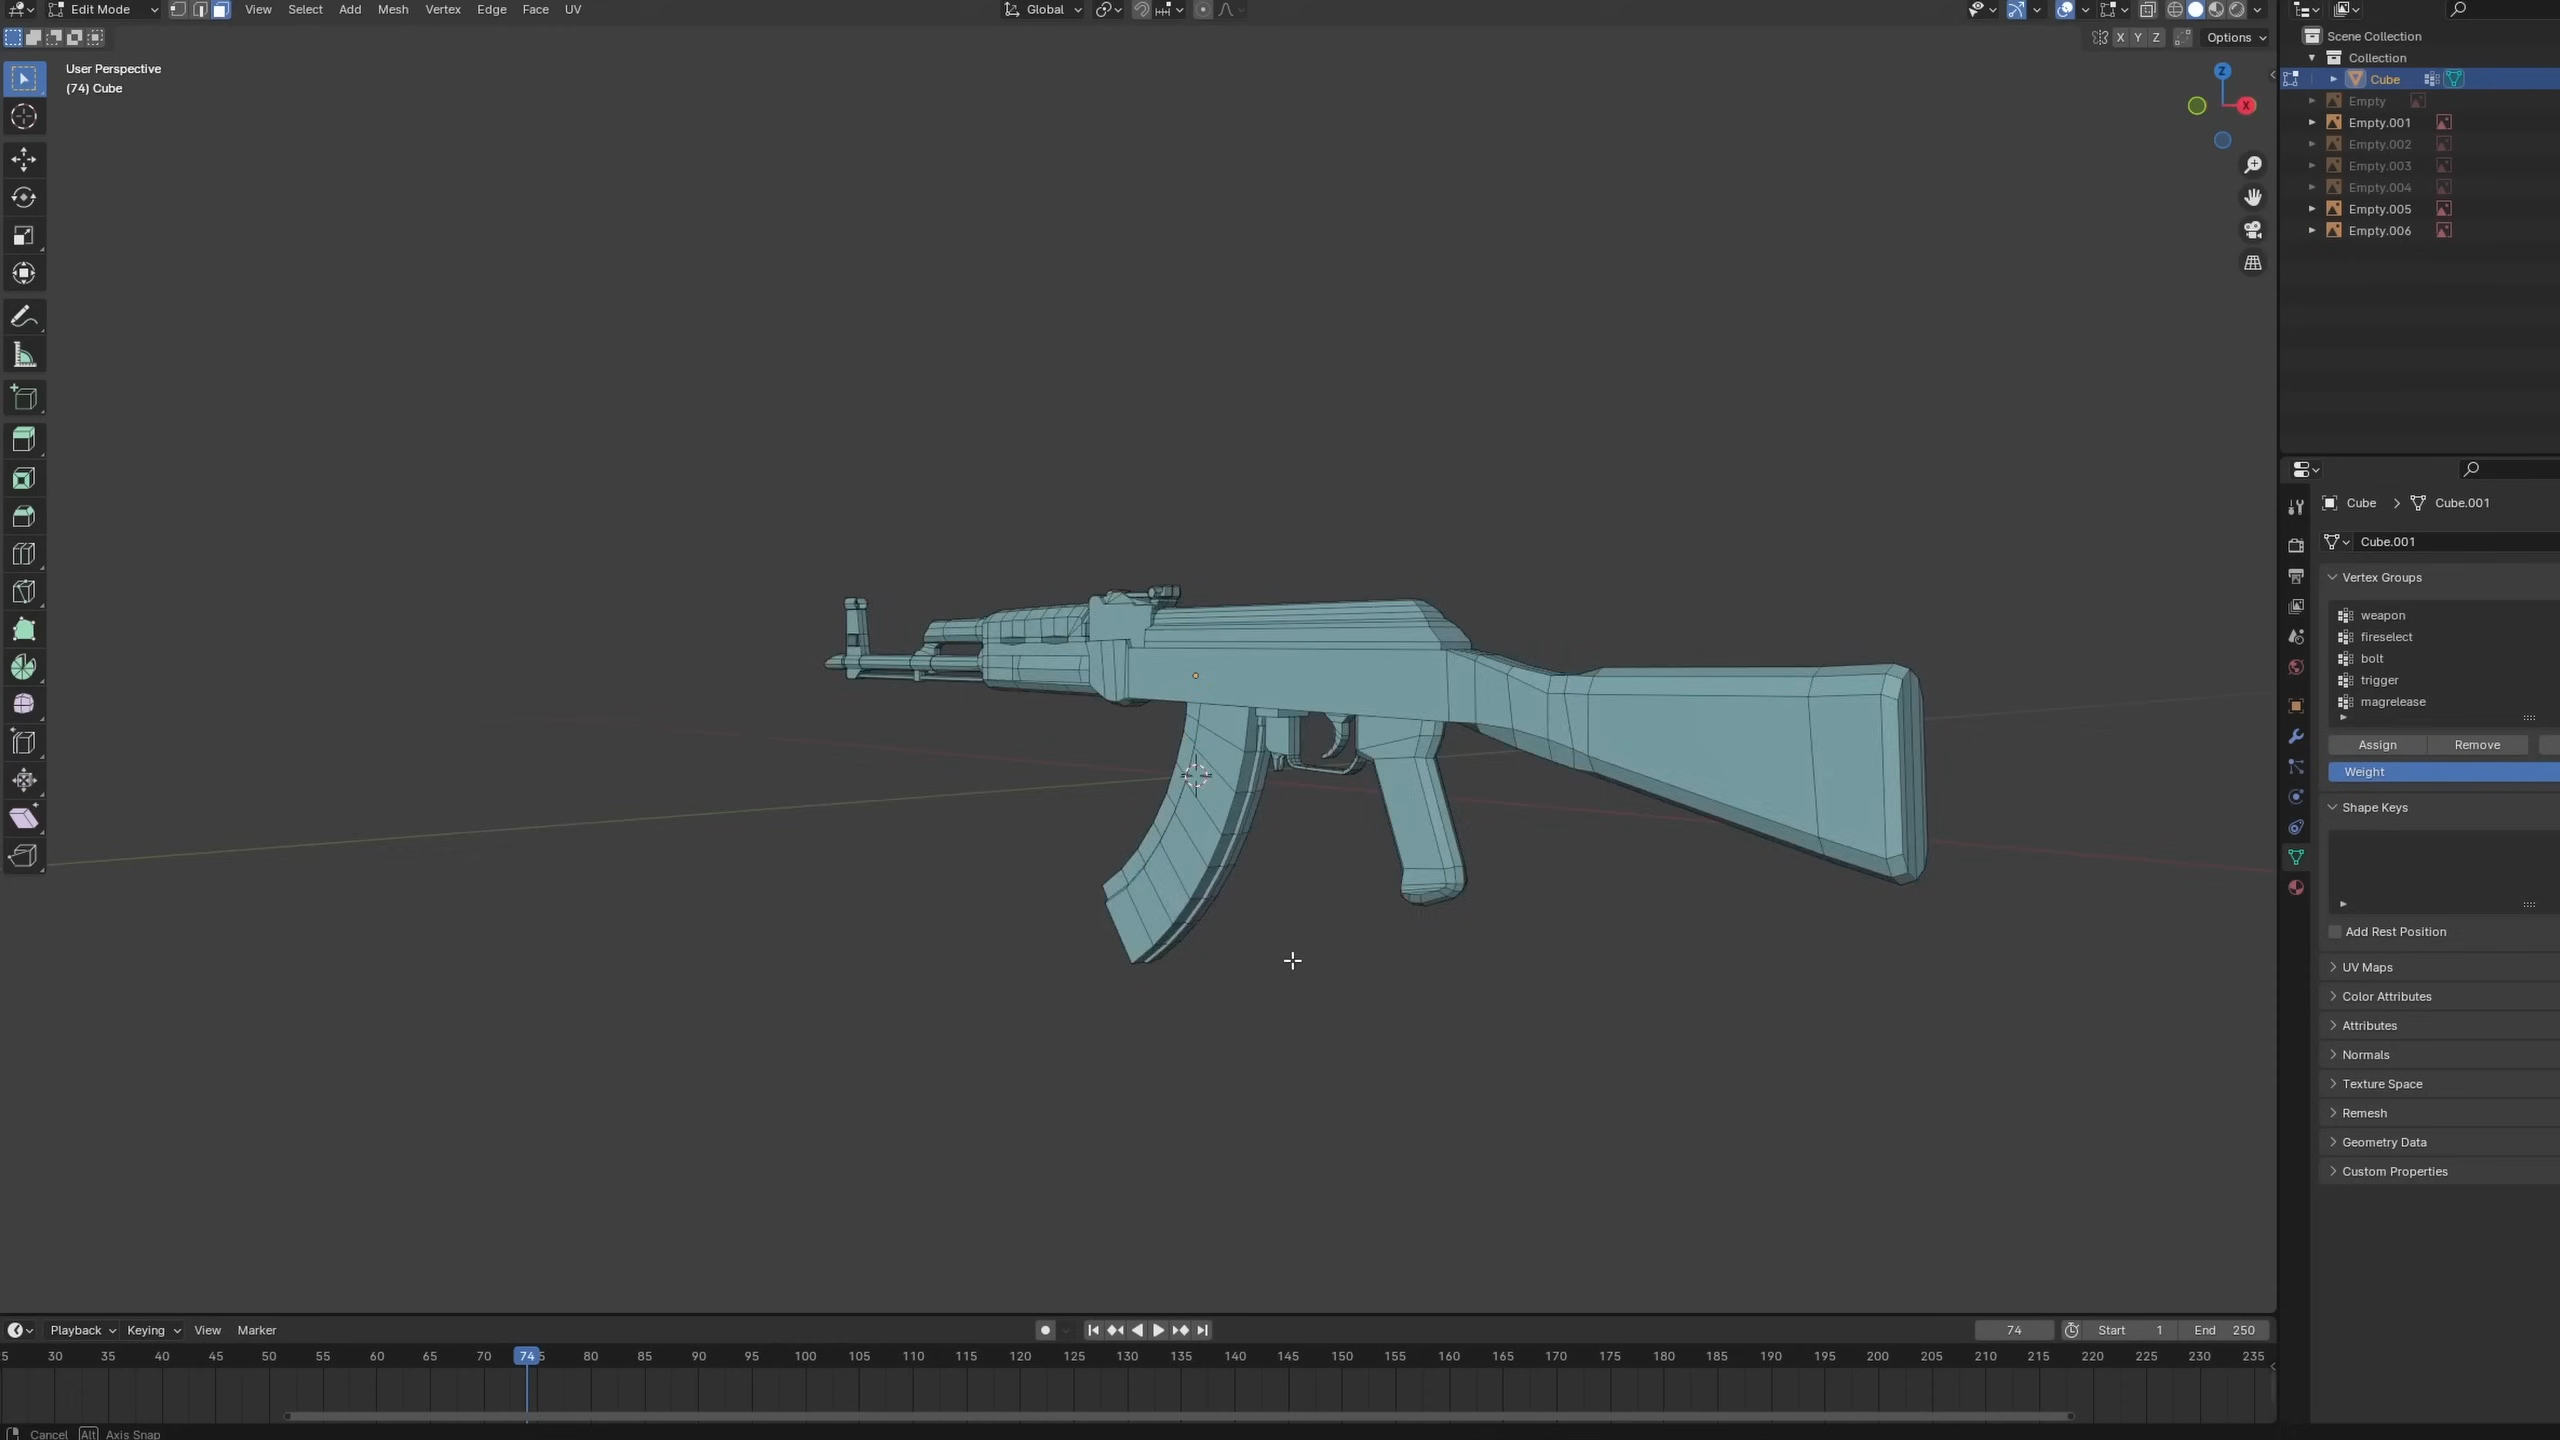 Edit Mode View Select Add Mesh Vertex Edge Face UV Global
X Y Z Options
User Perspective
(74) Cube
Z
X
Scene Collection
Collection
Cube
Empty
Empty.001
Empty.002
Empty.003
Empty.004
Empty.005
Empty.006
Cube > Cube.001
Cube.001
Vertex Groups
weapon
fireselect
bolt
trigger
magrelease
Assign Remove
Weight
Shape Keys
Add Rest Position
UV Maps
Color Attributes
Attributes
Normals
Texture Space
Remesh
Geometry Data
Custom Properties
Playback Keying View Marker 74 Start 1 End 250
5 30 35 40 45 50 55 60 65 70 74 5 80 85 90 95 100 105 110 115 120 125 130 135 140 145 150 155 160 165 170 175 180 185 190 195 200 205 210 215 220 225 230 235
Cancel Alt Axis Snap